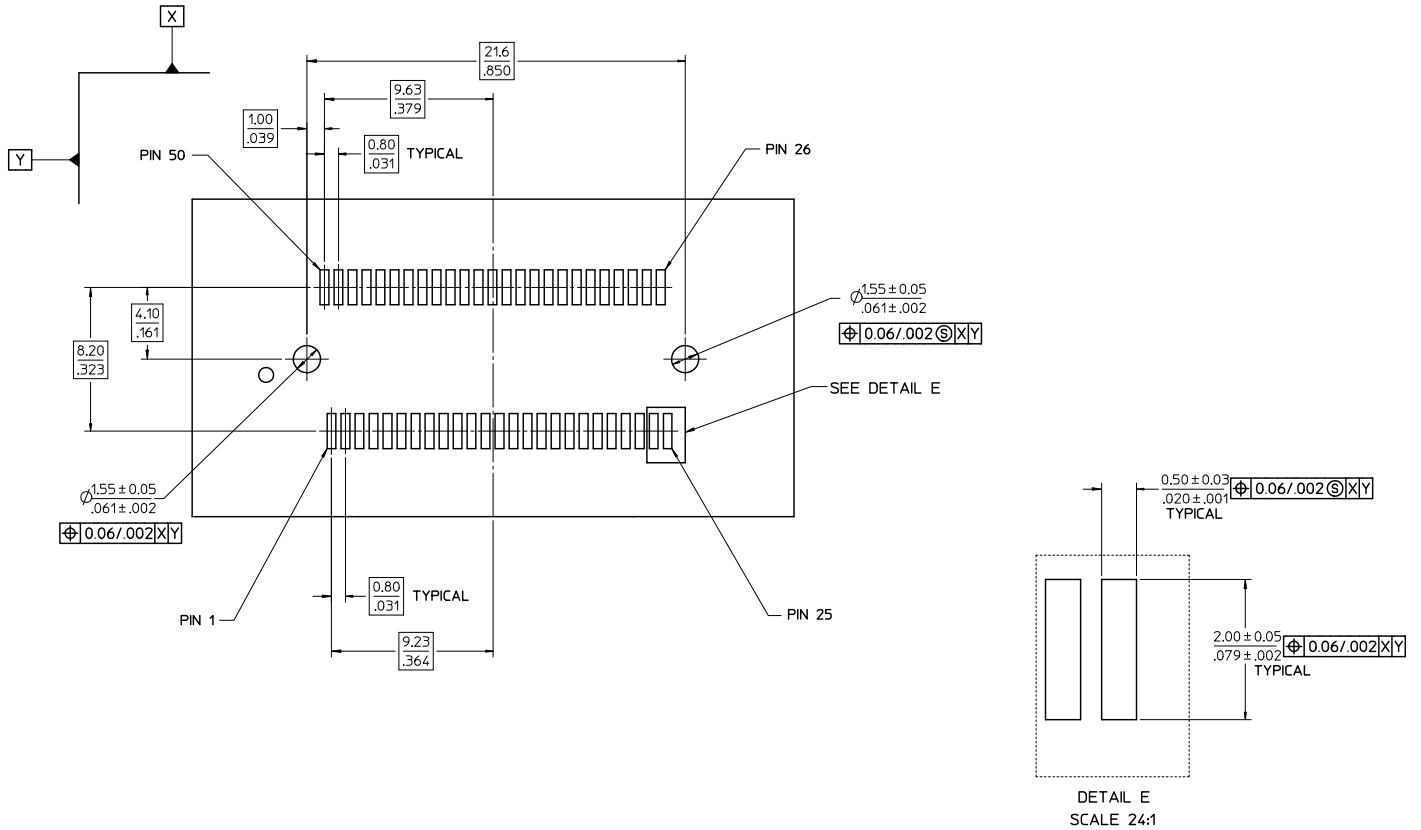 X
21.6
.850
9.63
.379
1.00
.039
0.80
.031
TYPICAL
Y
PIN 50
PIN 26
4.10
.161
8.20
.323
⌀1.55±0.05
.061±.002
⌖ 0.06/.002 Ⓢ X Y
SEE DETAIL E
⌀1.55±0.05
.061±.002
⌖ 0.06/.002 X Y
0.80
.031
TYPICAL
PIN 1
PIN 25
9.23
.364
0.50±0.03
.020±.001
TYPICAL
⌖ 0.06/.002 Ⓢ X Y
2.00±0.05
.079±.002
TYPICAL
⌖ 0.06/.002 X Y
DETAIL E
SCALE 24:1